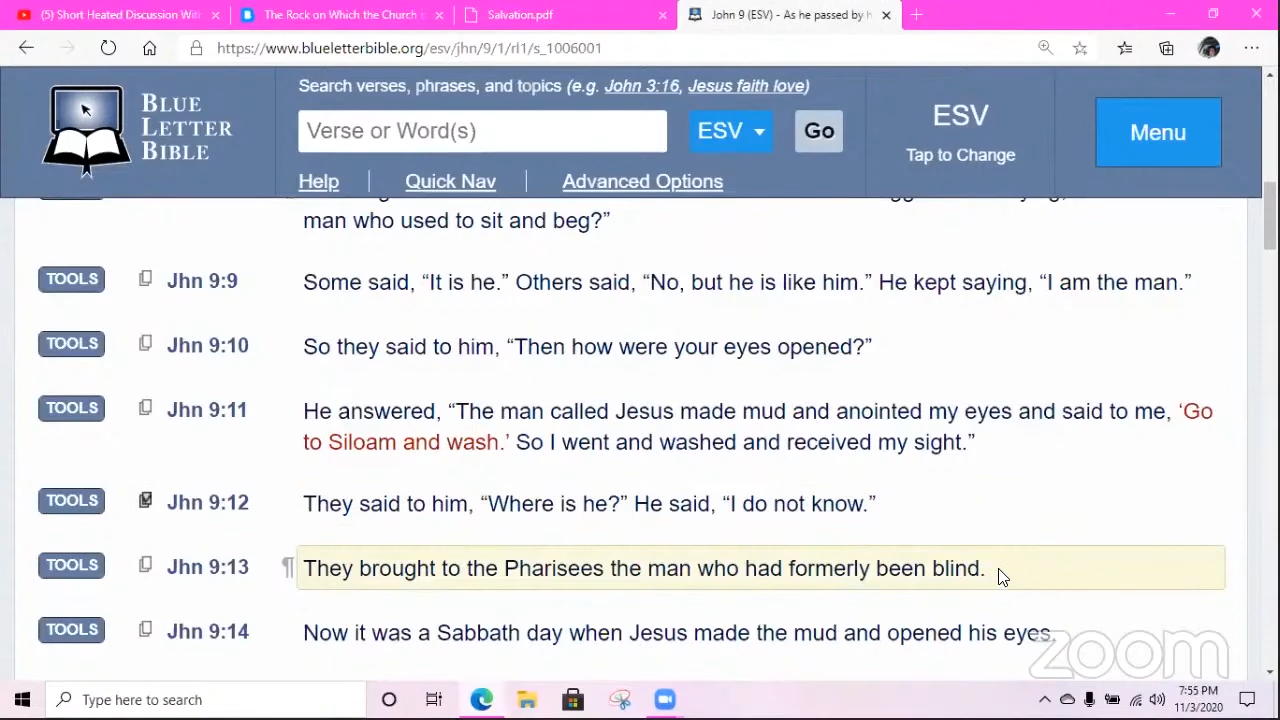 (5) Short Heated Discussion With
The Rock on Which the Church is
Salvation.pdf
John 9 (ESV) - As he passed by h
https://www.blueletterbible.org/esv/jhn/9/1/rl1/s_1006001
BLUE
LETTER
BIBLE
Search verses, phrases, and topics (e.g. John 3:16, Jesus faith love)
Verse or Word(s)
ESV
Go
Help
Quick Nav
Advanced Options
ESV
Tap to Change
Menu
man who used to sit and beg?”
TOOLS Jhn 9:9 Some said, “It is he.” Others said, “No, but he is like him.” He kept saying, “I am the man.”
TOOLS Jhn 9:10 So they said to him, “Then how were your eyes opened?”
TOOLS Jhn 9:11 He answered, “The man called Jesus made mud and anointed my eyes and said to me, ‘Go
to Siloam and wash.’ So I went and washed and received my sight.”
TOOLS Jhn 9:12 They said to him, “Where is he?” He said, “I do not know.”
TOOLS Jhn 9:13 ¶ They brought to the Pharisees the man who had formerly been blind.
TOOLS Jhn 9:14 Now it was a Sabbath day when Jesus made the mud and opened his eyes.
zoom
Type here to search
7:55 PM
11/3/2020